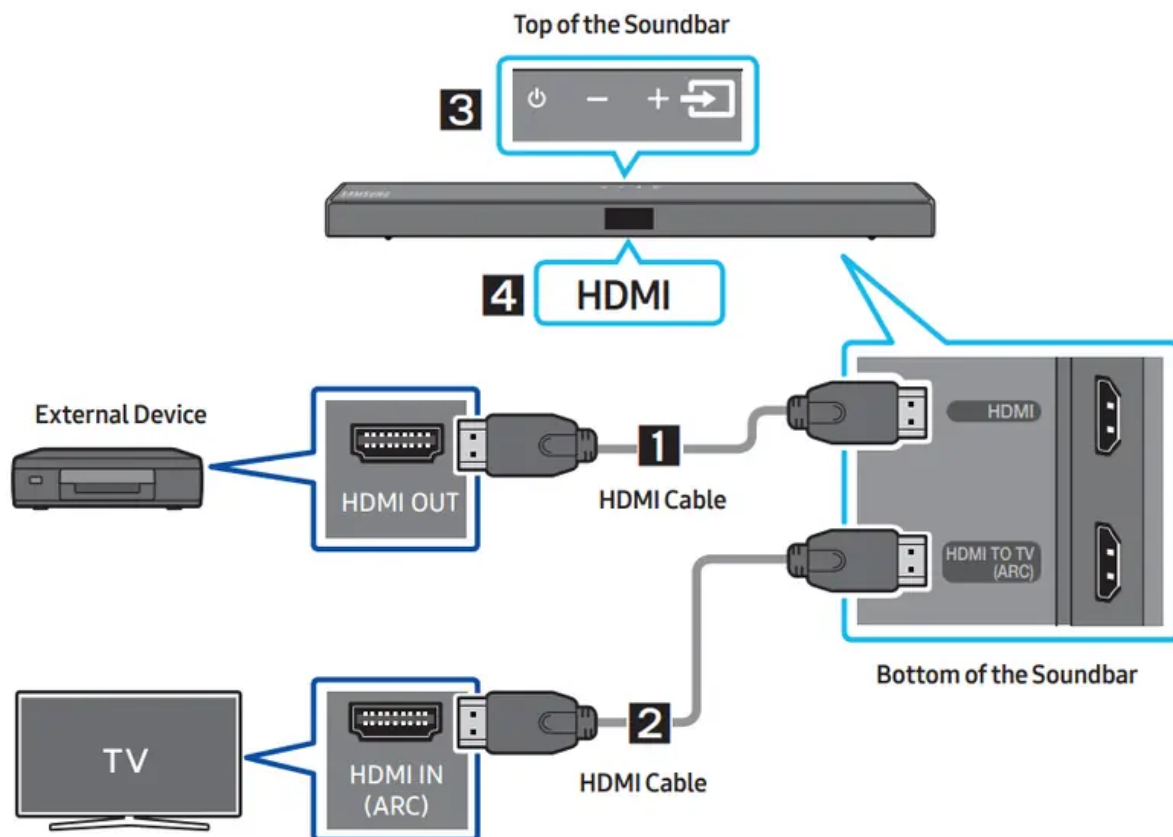 Top of the Soundbar
3
SAMSUNG
4 HDMI
External Device
HDMI OUT
1
HDMI Cable
HDMI
HDMI TO TV
(ARC)
Bottom of the Soundbar
TV
HDMI IN
(ARC)
2
HDMI Cable